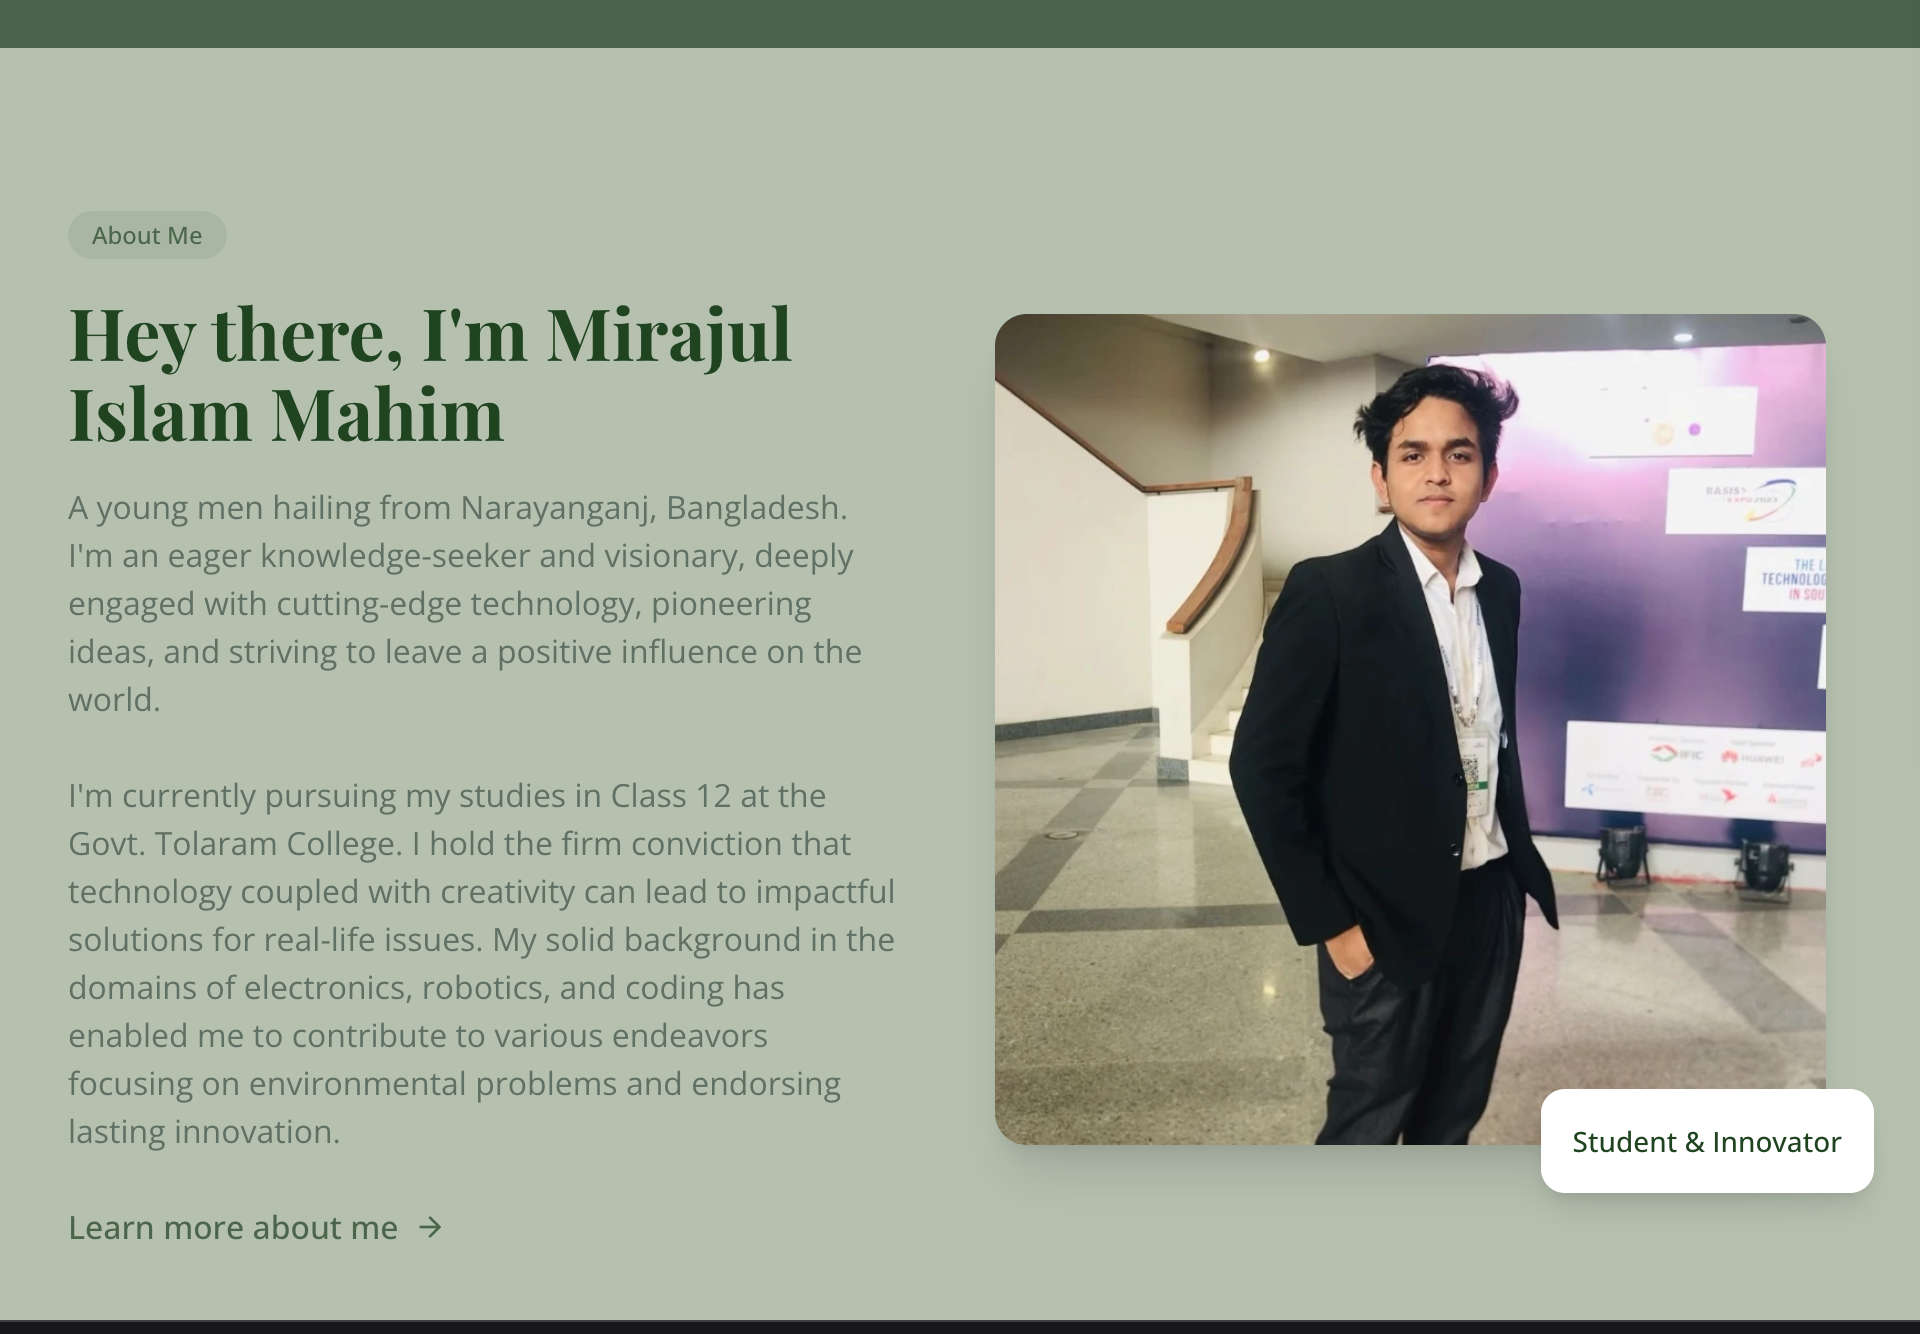 About Me
Hey there, I'm Mirajul
Islam Mahim
A young men hailing from Narayanganj, Bangladesh.
I'm an eager knowledge-seeker and visionary, deeply
engaged with cutting-edge technology, pioneering
ideas, and striving to leave a positive influence on the
world.
I'm currently pursuing my studies in Class 12 at the
Govt. Tolaram College. I hold the firm conviction that
technology coupled with creativity can lead to impactful
solutions for real-life issues. My solid background in the
domains of electronics, robotics, and coding has
enabled me to contribute to various endeavors
focusing on environmental problems and endorsing
lasting innovation.
Learn more about me
BASIS
EXPO 2023
THE L
TECHNOLOG
IN SOU
IFIC
HUAWEI
Student & Innovator